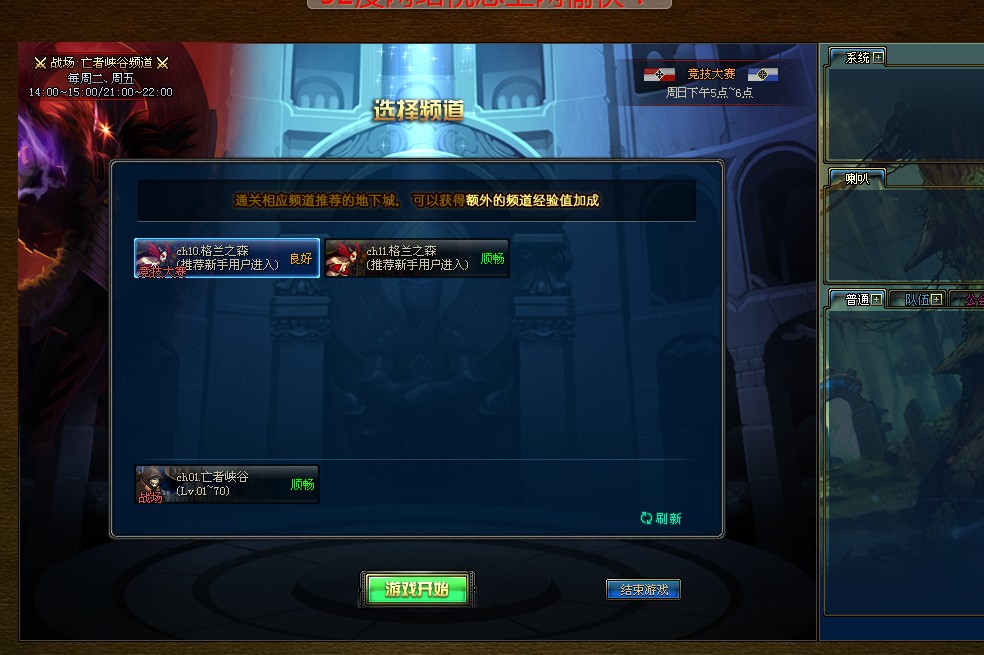 战场:亡者峡谷频道
每周二、周五
14:00~15:00/21:00~22:00
选择频道
竞技大赛
周日下午5点~6点
通关相应频道推荐的地下城, 可以获得额外的频道经验值加成
ch10.格兰之森
(推荐新手用户进入)
良好
竞技大赛
ch11.格兰之森
(推荐新手用户进入)
顺畅
ch01.亡者峡谷
(Lv.01~70)
顺畅
战场
刷新
游戏开始
结束游戏
系统
喇叭
普通
队伍
公会